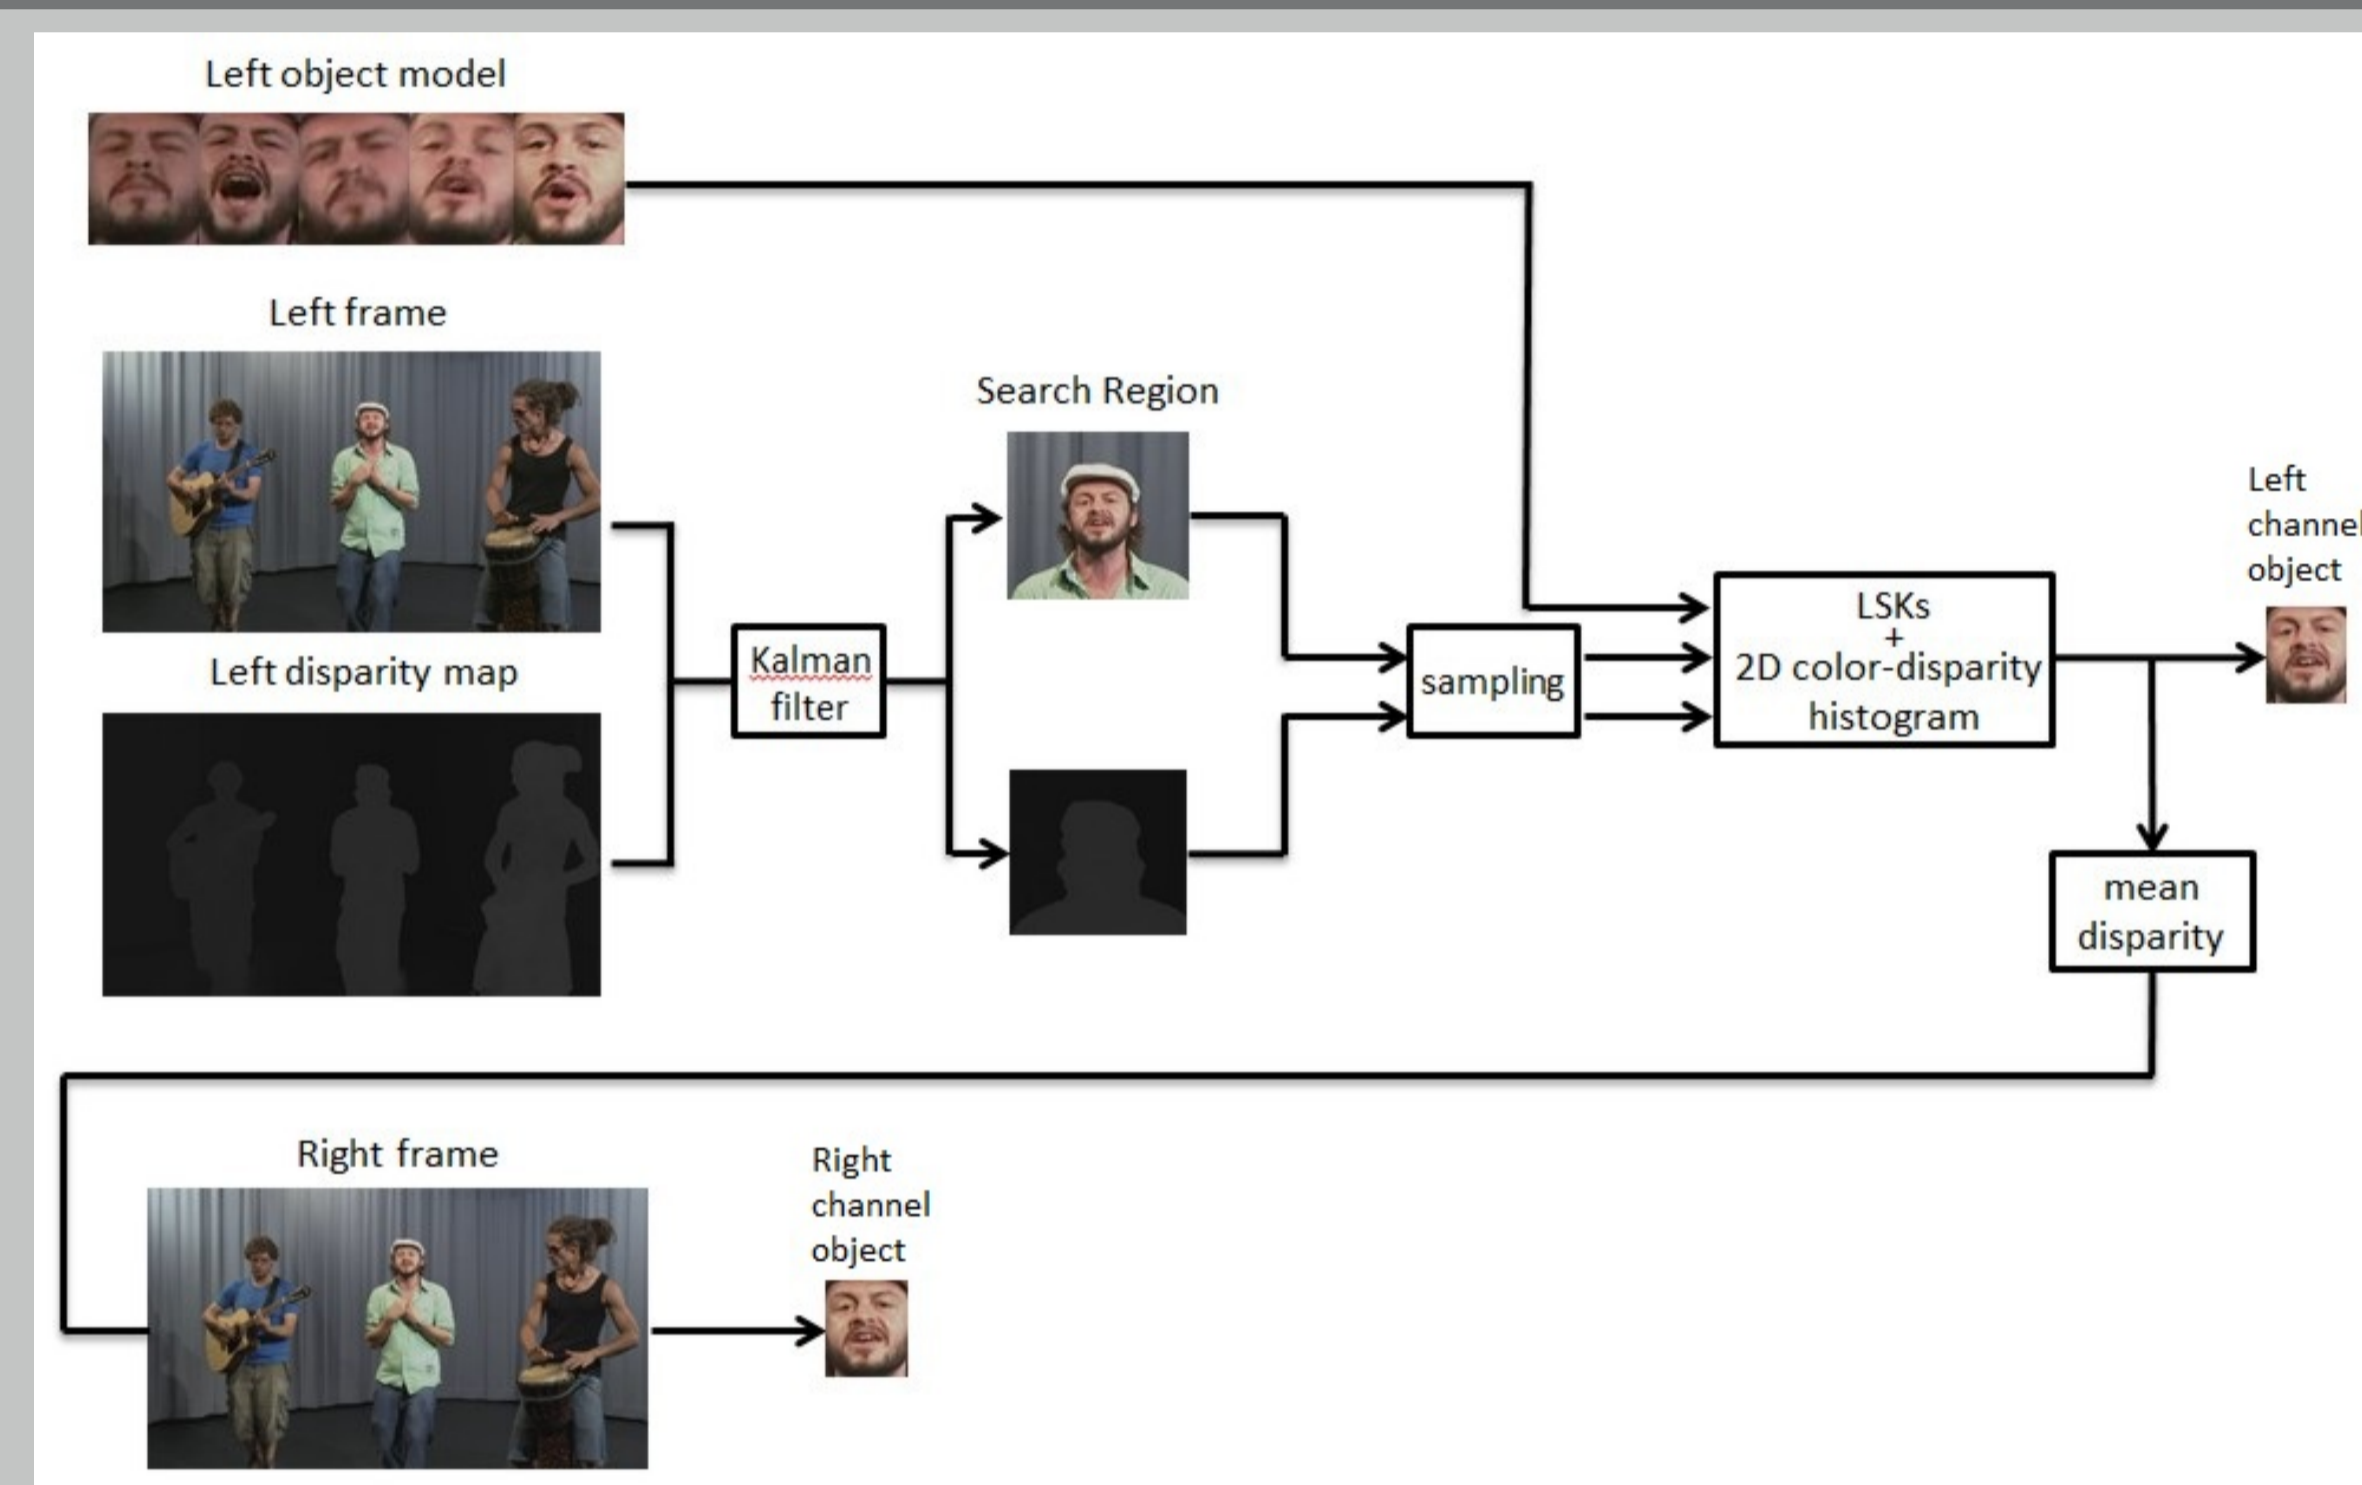 Left object model
Left frame
Left disparity map
Kalman
filter
Search Region
sampling
LSKs
+
2D color-disparity
histogram
Left
channel
object
mean
disparity
Right frame
Right
channel
object